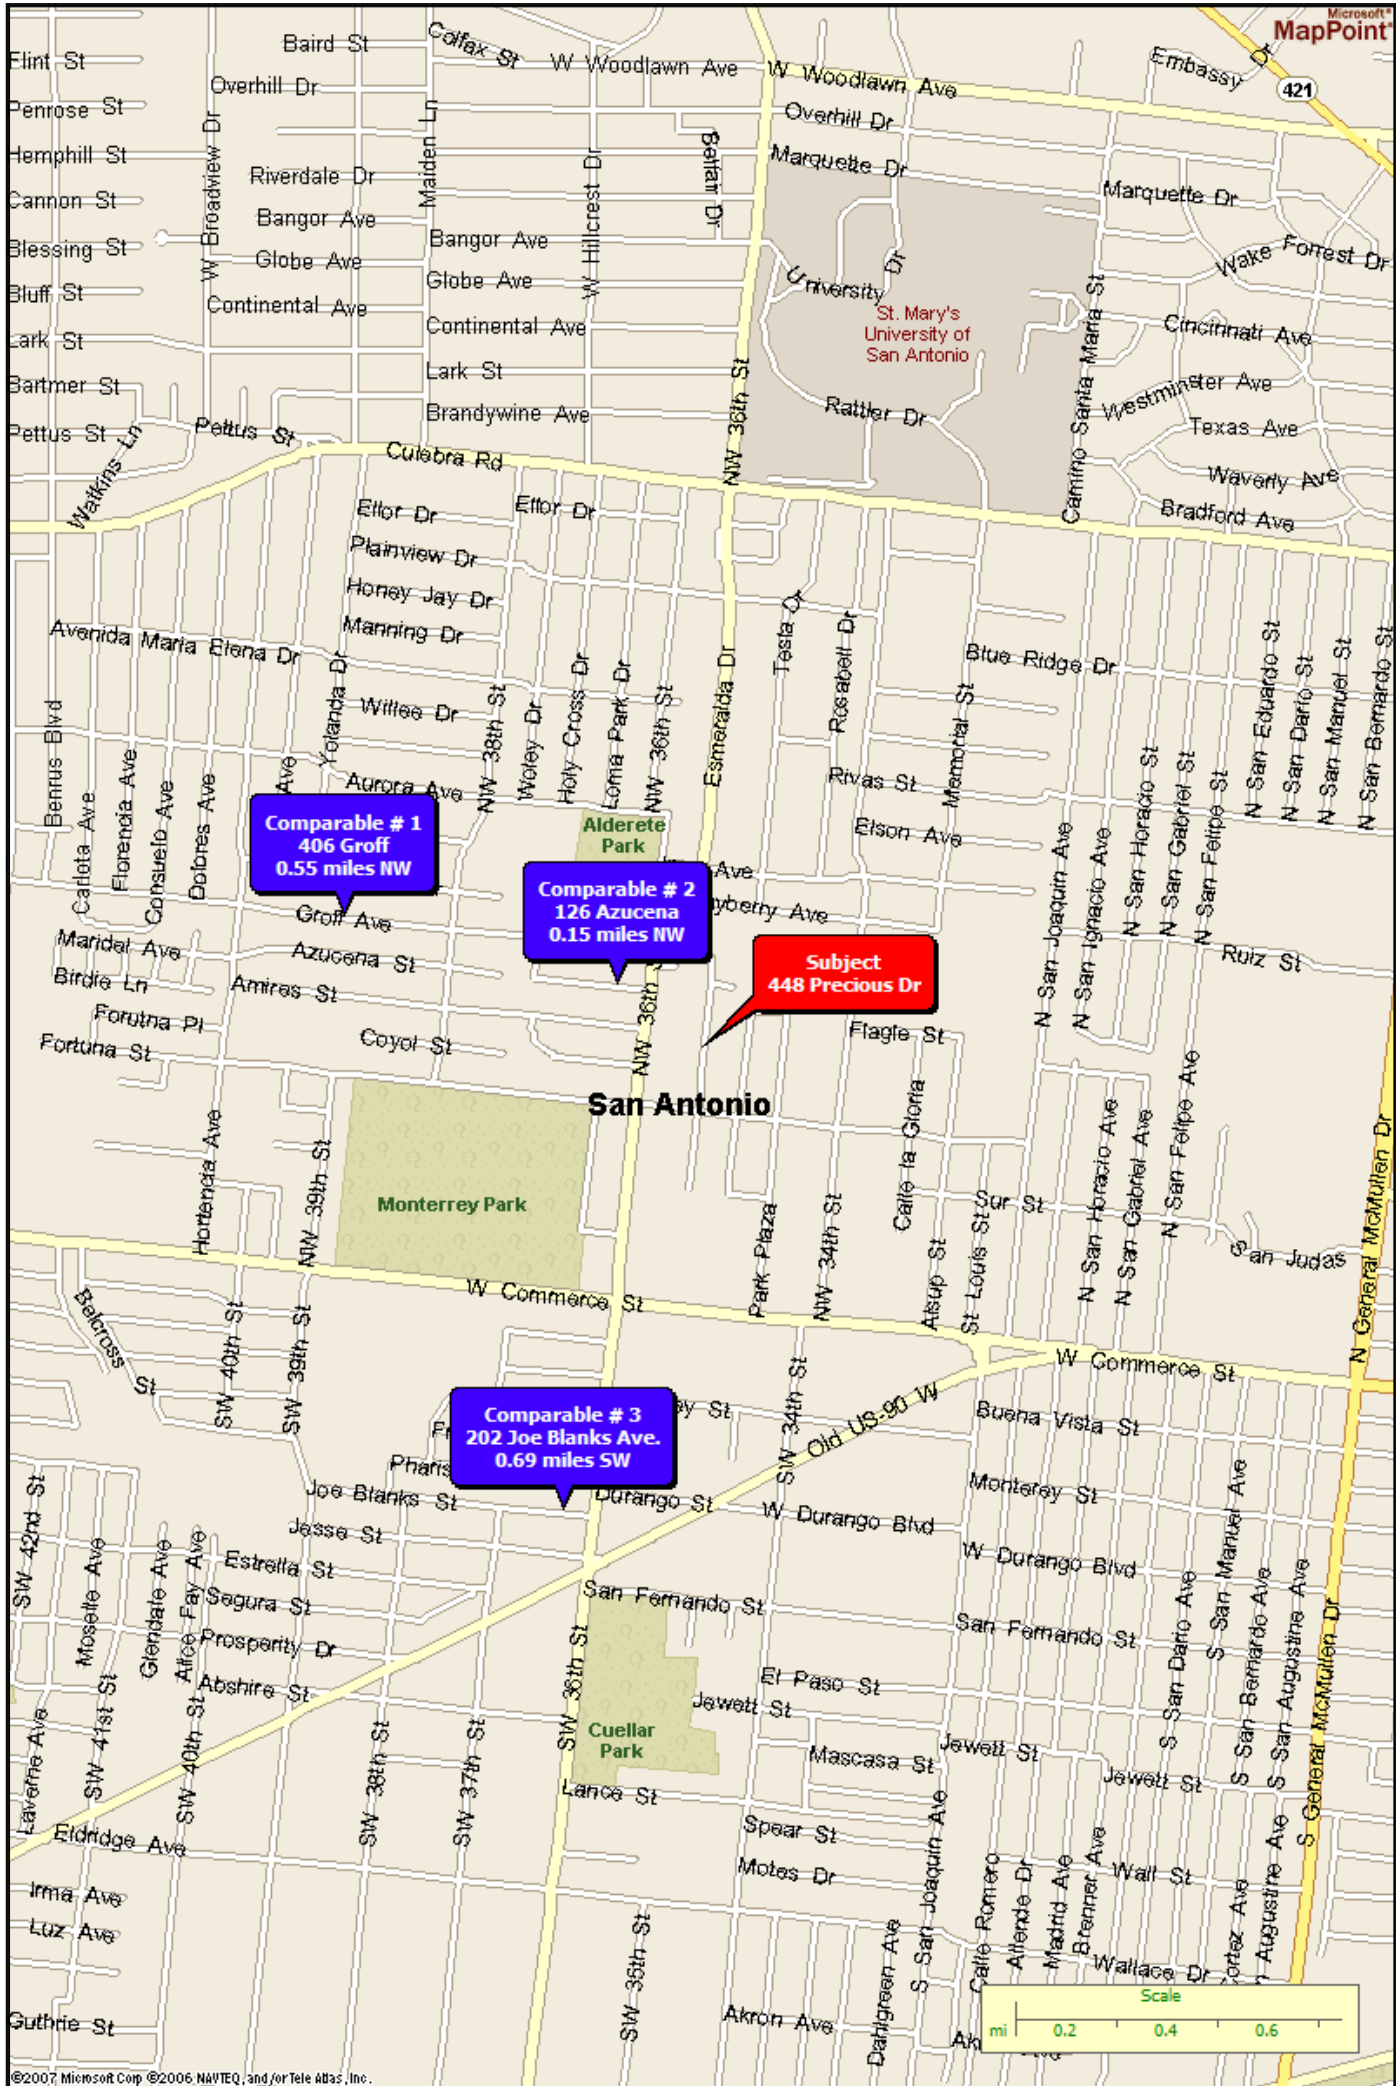 Microsoft®
MapPoint®
Baird St
Colfax St
W Woodlawn Ave
W Woodlawn Ave
Embassy Dr
421
Flint St
Overhill Dr
Overhill Dr
Penrose St
Hemphill St
W Broadview Dr
Maiden Ln
W Hillcrest Dr
Belfair Dr
Marquette Dr
Marquette Dr
Riverdale Dr
Cannon St
Bangor Ave
Bangor Ave
Blessing St
Globe Ave
Globe Ave
Wake Forrest Dr
University Dr
Bluff St
Continental Ave
Continental Ave
St. Mary's
University of
San Antonio
Cincinnati Ave
Lark St
Lark St
Camino Santa Maria St
Bartmer St
Westminster Ave
NW 36th St
Brandywine Ave
Rattler Dr
Pettus St
Pettus St
Texas Ave
Watkins Ln
Culebra Rd
Waverly Ave
Bradford Ave
Effor Dr
Effor Dr
Plainview Dr
Honey Jay Dr
Tesla Dr
Rosabell Dr
Manning Dr
Avenida Maria Elena Dr
Blue Ridge Dr
N San Eduardo St
N San Dario St
N San Manuel St
N San Bernardo St
Yolanda Dr
Willee Dr
NW 38th St
Woley Dr
Holy Cross Dr
Loma Park Dr
NW 36th St
Esmeralda Dr
Memorial St
Benrus Blvd
Carlota Ave
Florencia Ave
Consuelo Ave
Dolores Ave
Ave
Aurora Ave
Rivas St
Elson Ave
N San Joaquin Ave
N San Ignacio Ave
N San Horacio St
N San Gabriel St
N San Felipe St
Comparable # 1
406 Groff
0.55 miles NW
Alderete
Park
Ave
Comparable # 2
126 Azucena
0.15 miles NW
yberry Ave
Groff Ave
Maridel Ave
Azucena St
Ruiz St
Subject
448 Precious Dr
Birdie Ln
Amires St
NW 36th S
Forutna Pl
Coyol St
Flagle St
Fortuna St
San Antonio
Calle la Gloria
N San Horacio Ave
N San Gabriel Ave
N San Felipe Ave
N General McMullen Dr
Hortencia Ave
NW 39th St
Monterrey Park
Park Plaza
NW 34th St
Sur St
San Judas
Alsup St
St Louis St
W Commerce St
Belcross St
SW 40th St
SW 39th St
W Commerce St
SW 34th St
Old US-90 W
Comparable # 3
202 Joe Blanks Ave.
0.69 miles SW
ey St
Buena Vista St
Fr
Pharis
Joe Blanks St
Durango St
W Durango Blvd
Monterey St
SW 42nd St
Jesse St
Moselle Ave
Glendale Ave
Alice Fay Ave
Estrella St
W Durango Blvd
S San Manuel Ave
Segura St
San Fernando St
San Fernando St
S San Dario Ave
S San Bernardo Ave
S San Augustine Ave
S General McMullen Dr
Prosperity Dr
SW 36th St
El Paso St
Abshire St
Jewett St
Laverne Ave
SW 41st St
SW 40th St
SW 38th St
SW 37th St
Cuellar
Park
Mascasa St
Jewett St
Jewett St
Lance St
Spear St
Eldridge Ave
Motes Dr
S San Joaquin Ave
Calle Romero
Allende Dr
Madrid Ave
Brenner Ave
Wall St
Irma Ave
Luz Ave
SW 35th St
Dahlgreen Ave
Wallace Dr
ortez Ave
n Augustine Ave
Guthrie St
Akron Ave
Ak
Scale
mi 0.2 0.4 0.6
©2007 Microsoft Corp ©2006 NAVTEQ, and/or Tele Atlas, Inc.